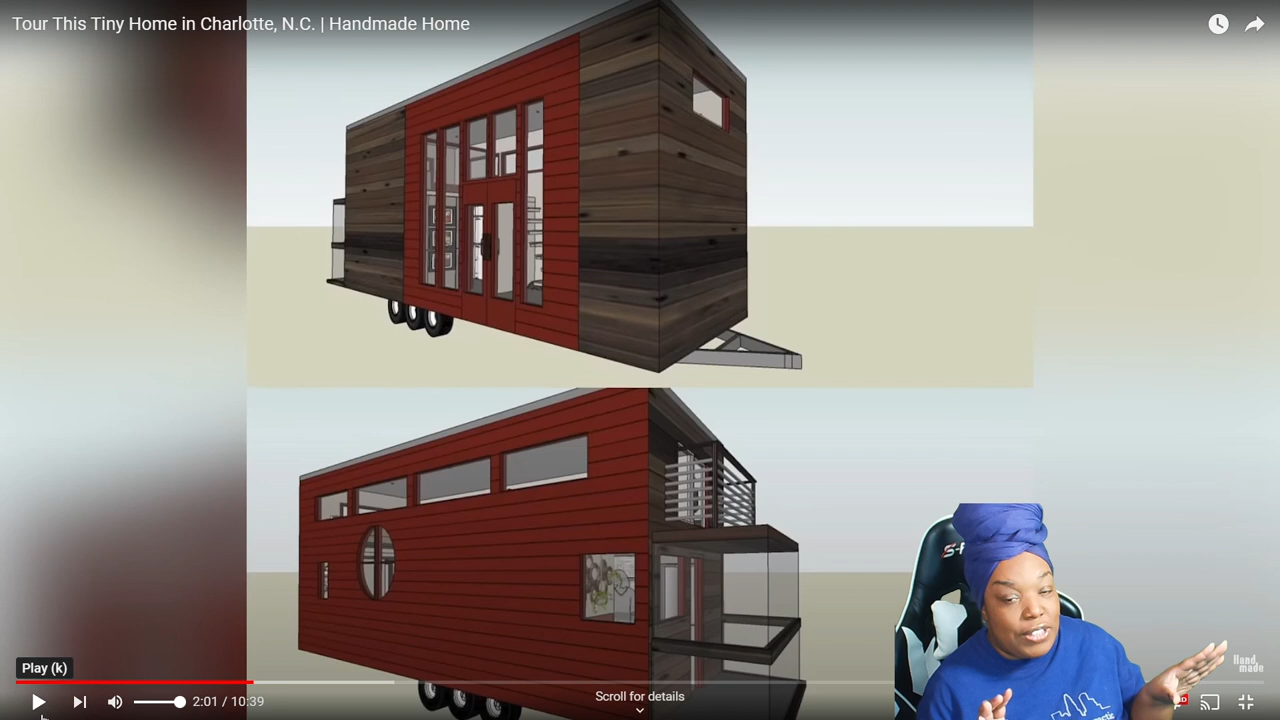 Tour This Tiny Home in Charlotte, N.C. | Handmade Home
Play (k)
2:01 / 10:39
Scroll for details
Hand
made